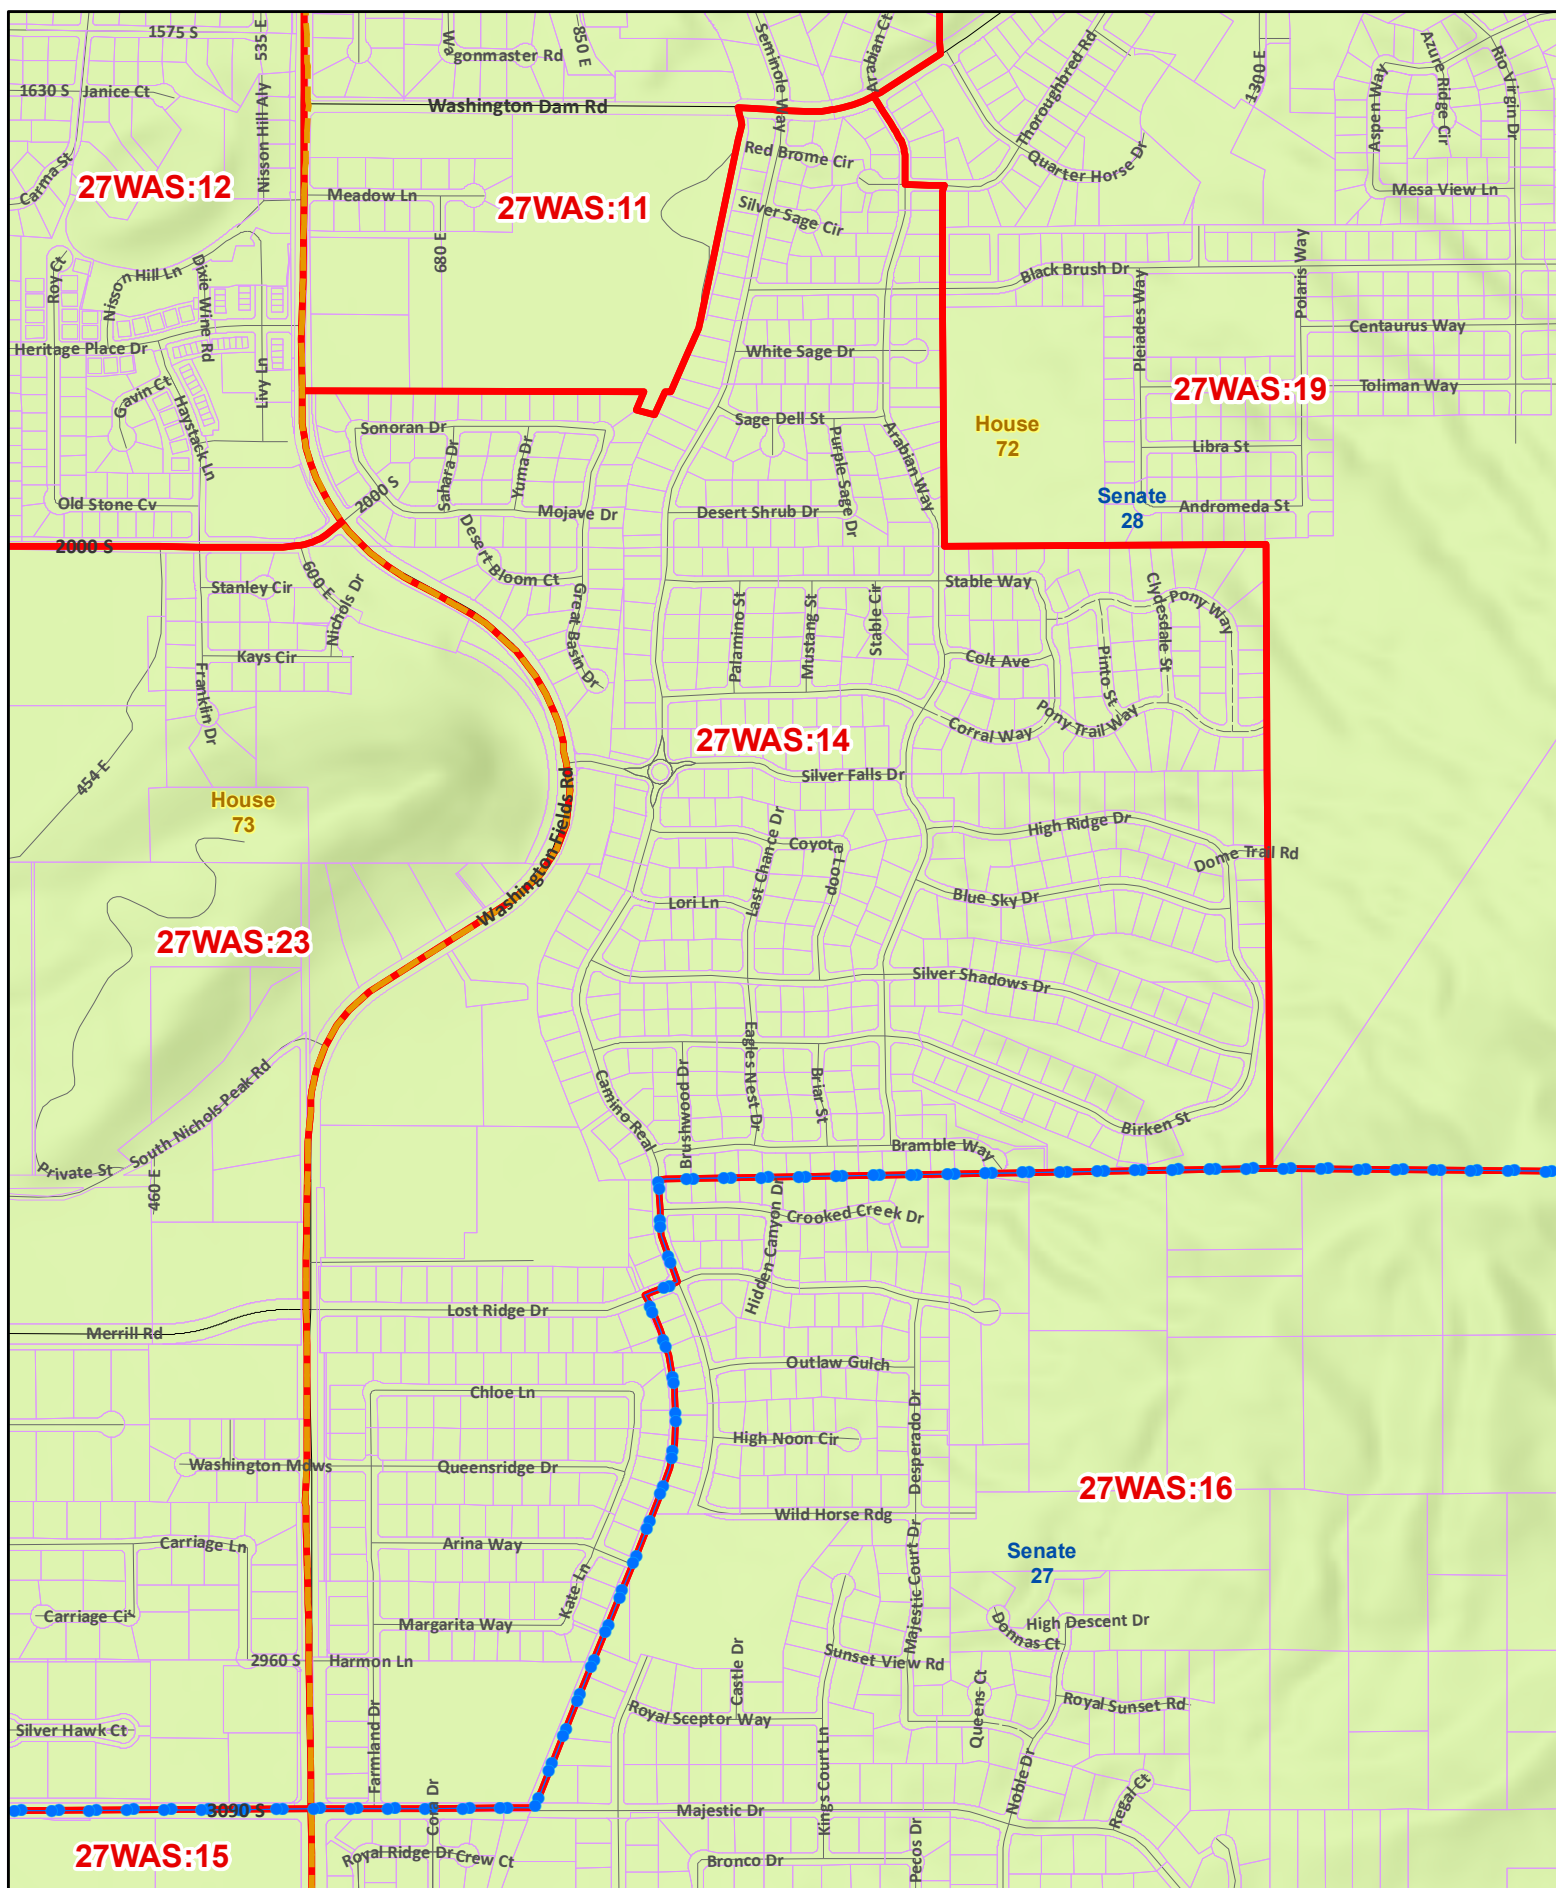 1575 S
535 E
Wagonmaster Rd
850 E
Seminole Way
Arabian Ct
Thoroughbred Rd
1300 E
Azure Ridge Cir
Rio Virgin Dr
Aspen Way
1630 S
Janice Ct
Washington Dam Rd
Nisson Hill Aly
Carma St
27WAS:12
Meadow Ln
27WAS:11
Red Brome Cir
Quarter Horse Dr
Mesa View Ln
Silver Sage Cir
680 E
Roy Ct
Nisson Hill Ln
Dixie Wine Rd
Black Brush Dr
Pleiades Way
Polaris Way
Centaurus Way
Heritage Place Dr
Livy Ln
White Sage Dr
27WAS:19
Toliman Way
Gavin Ct
Haystack Ln
Sage Dell St
House
72
Sonoran Dr
Sahara Dr
Yuma Dr
Purple Sage Dr
Arabian Way
Libra St
2000 S
Senate
28
Andromeda St
Old Stone Cv
Mojave Dr
Desert Shrub Dr
2000 S
600 E
Desert Bloom Ct
Stable Way
Stanley Cir
Nichols Dr
Great Basin Dr
Palamino St
Mustang St
Stable Cir
Clydesdale St
Pony Way
Kays Cir
Colt Ave
Pinto St
Franklin Dr
Pony Trail Way
Corral Way
27WAS:14
454 E
Silver Falls Dr
House
73
Washington Fields Rd
High Ridge Dr
Last Chance Dr
Coyote Loop
Dome Trail Rd
Lori Ln
Blue Sky Dr
27WAS:23
Silver Shadows Dr
Eagles Nest Dr
Camino Real
Brushwood Dr
Briar St
South Nichols Peak Rd
Birken St
Bramble Way
Private St
460 E
Crooked Creek Dr
Hidden Canyon Dr
Lost Ridge Dr
Merrill Rd
Outlaw Gulch
Chloe Ln
Desperado Dr
High Noon Cir
Washington Mows
Queensridge Dr
27WAS:16
Wild Horse Rdg
Carriage Ln
Arina Way
Majestic Court Dr
Senate
27
Kate Ln
Carriage Cir
Margarita Way
Donnas Ct
High Descent Dr
2960 S
Harmon Ln
Castle Dr
Sunset View Rd
Queens Ct
Royal Sunset Rd
Silver Hawk Ct
Farmland Dr
Royal Sceptor Way
Kings Court Ln
Noble Dr
Regal Ct
3090 S
Cori Dr
Majestic Dr
27WAS:15
Royal Ridge Dr
Crew Ct
Bronco Dr
Pecos Dr